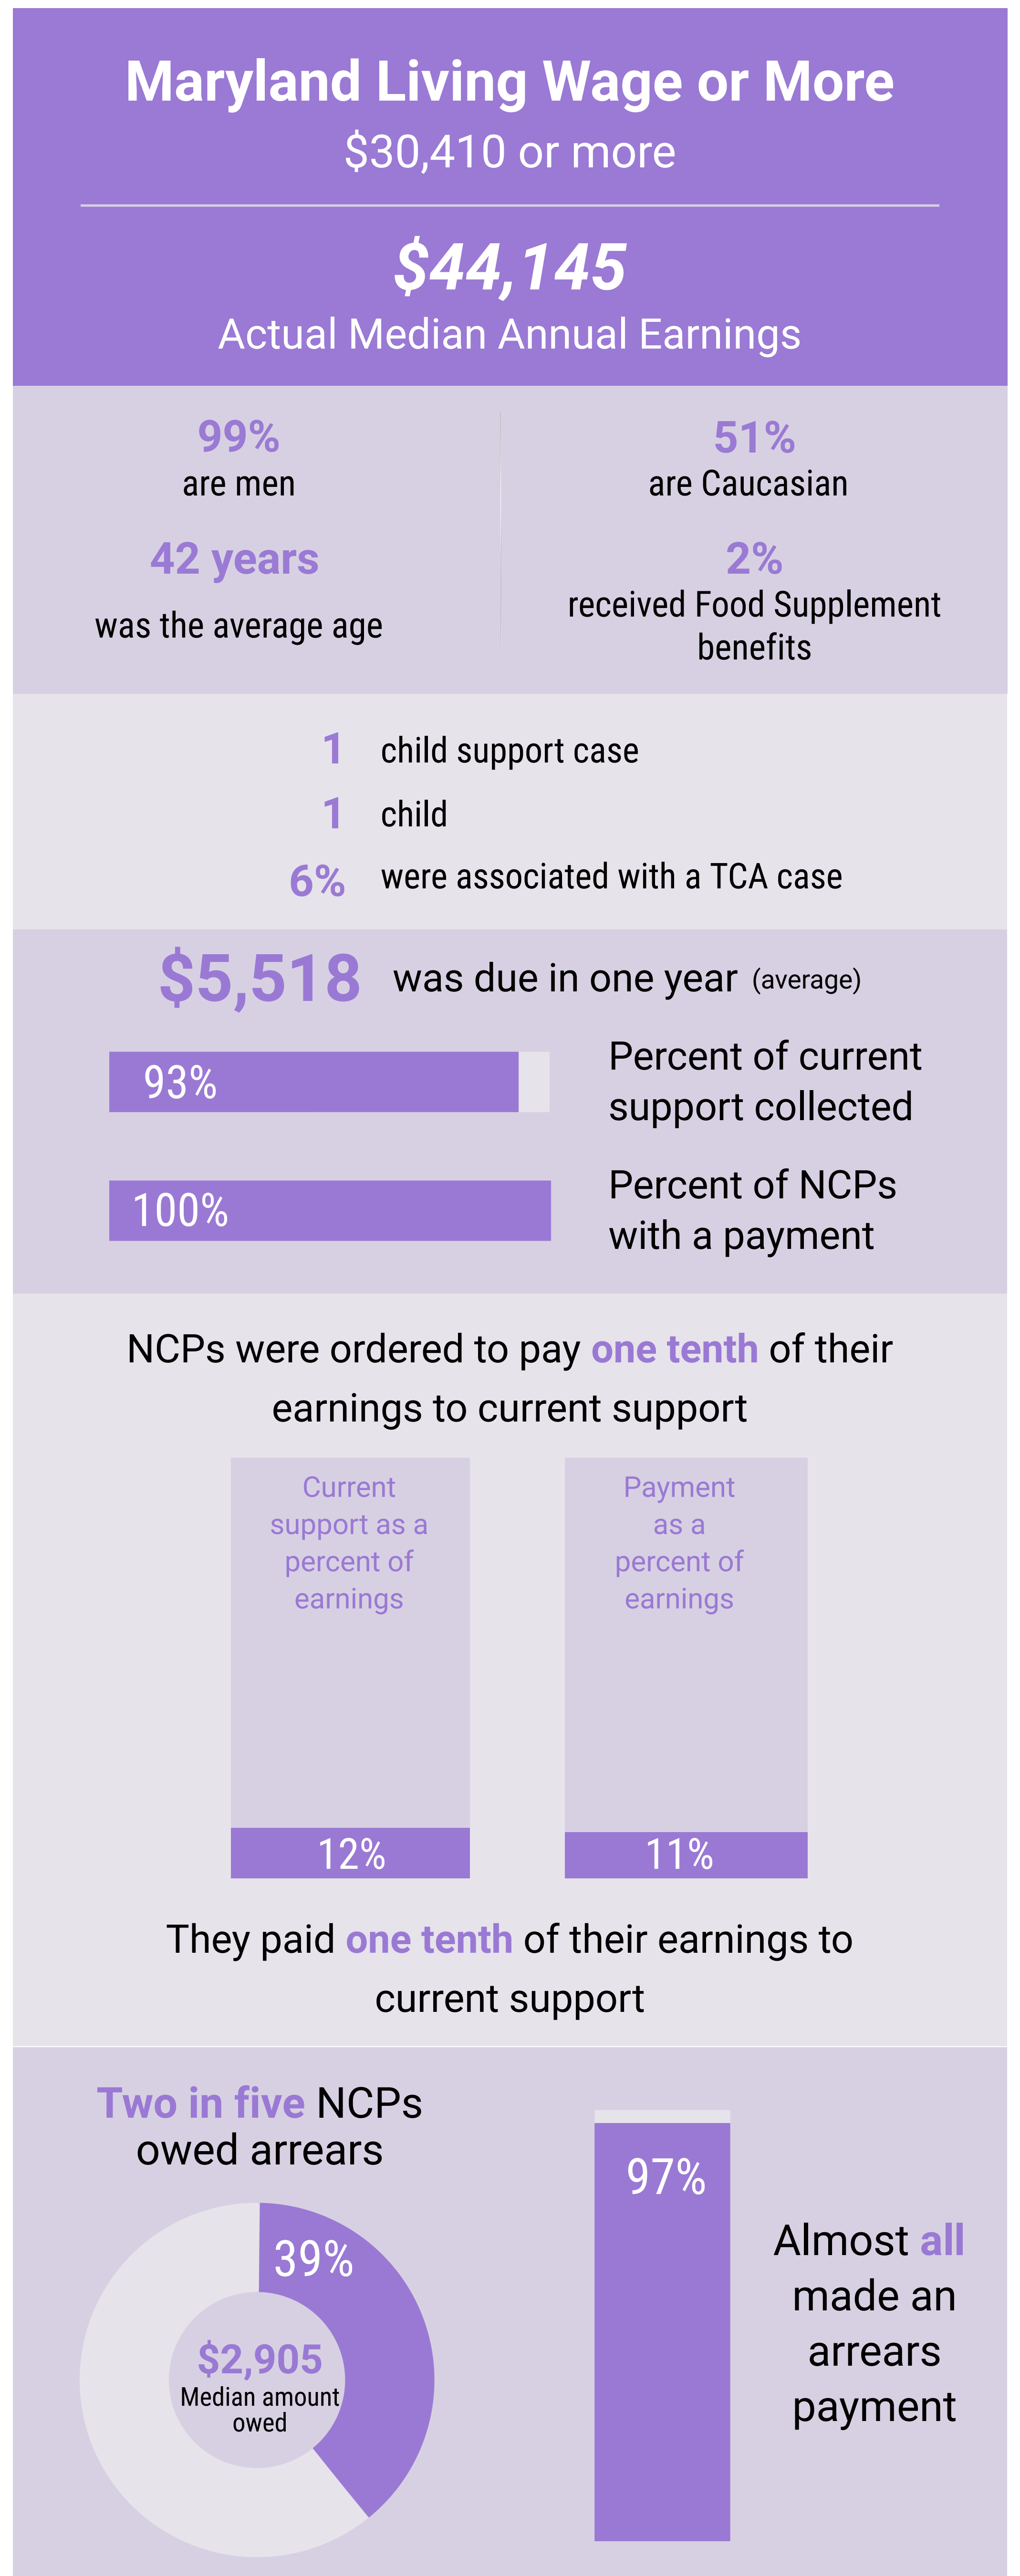 Maryland Living Wage or More
$30,410 or more
$44,145
Actual Median Annual Earnings
99%
are men
42 years
was the average age
51%
are Caucasian
2%
received Food Supplement
benefits
1 child support case
1 child
6% were associated with a TCA case
$5,518 was due in one year (average)
93%
Percent of current
support collected
100%
Percent of NCPs
with a payment
NCPs were ordered to pay one tenth of their
earnings to current support
Current
support as a
percent of
earnings
12%
Payment
as a
percent of
earnings
11%
They paid one tenth of their earnings to
current support
Two in five NCPs
owed arrears
39%
$2,905
Median amount
owed
97%
Almost all
made an
arrears
payment